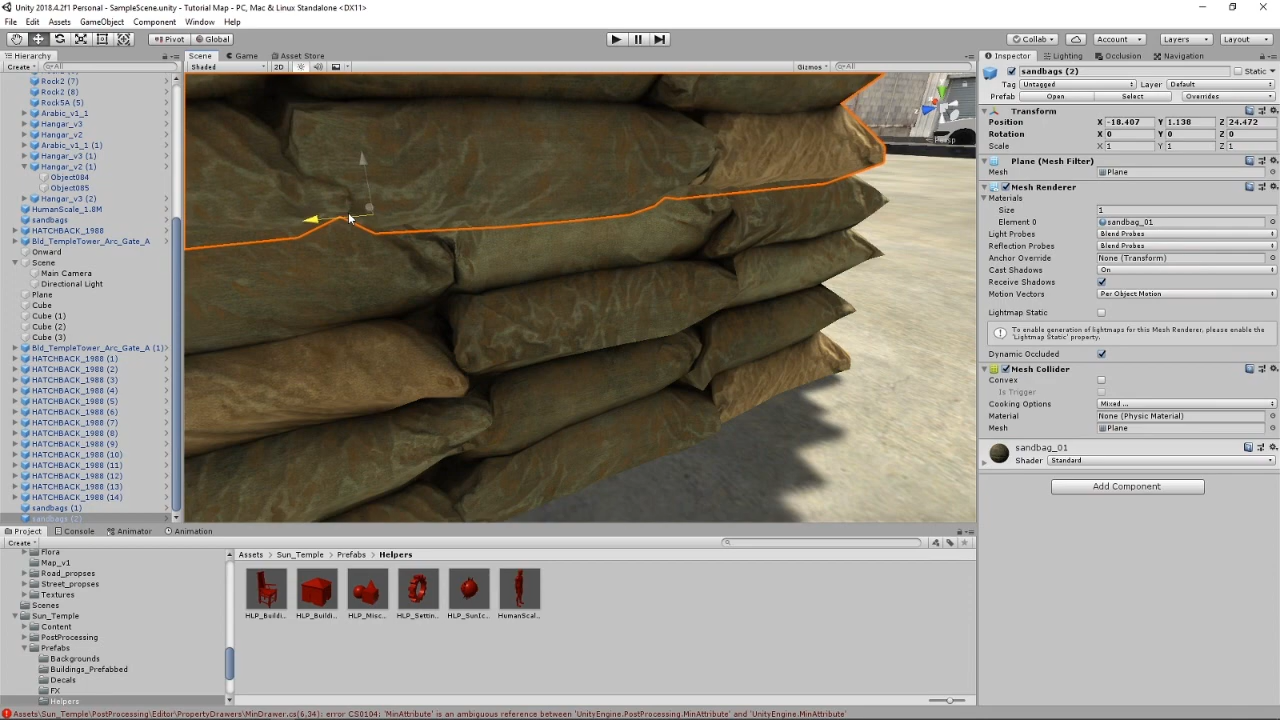 Unity 2018.4.2f1 Personal - SampleScene.unity - Tutorial Map - PC, Mac & Linux Standalone <DX11>
File Edit Assets GameObject Component Window Help
Pivot Global
Collab Account Layers Layout
Hierarchy
Create All
Rock2 (7)
Rock2 (8)
Rock5A (5)
Arabic_v1_1
Hangar_v3
Hangar_v2
Arabic_v1_1 (1)
Hangar_v3 (1)
Hangar_v2 (1)
Object084
Object085
Hangar_v3 (2)
HumanScale_1.8M
sandbags
HATCHBACK_1988
Bld_TempleTower_Arc_Gate_A
Onward
Scene
Main Camera
Directional Light
Plane
Cube
Cube (1)
Cube (2)
Cube (3)
Bld_TempleTower_Arc_Gate_A (1)
HATCHBACK_1988 (1)
HATCHBACK_1988 (2)
HATCHBACK_1988 (3)
HATCHBACK_1988 (4)
HATCHBACK_1988 (5)
HATCHBACK_1988 (6)
HATCHBACK_1988 (7)
HATCHBACK_1988 (8)
HATCHBACK_1988 (9)
HATCHBACK_1988 (10)
HATCHBACK_1988 (11)
HATCHBACK_1988 (12)
HATCHBACK_1988 (13)
HATCHBACK_1988 (14)
sandbags (1)
sandbags (2)
Scene Game Asset Store
Shaded 2D Gizmos All
Persp
Inspector Lighting Occlusion Navigation
sandbags (2) Static
Tag Untagged Layer Default
Prefab Open Select Overrides
Transform
Position X -18.407 Y 1.138 Z 24.472
Rotation X 0 Y 0 Z 0
Scale X 1 Y 1 Z 1
Plane (Mesh Filter)
Mesh Plane
Mesh Renderer
Materials
Size 1
Element 0 sandbag_01
Light Probes Blend Probes
Reflection Probes Blend Probes
Anchor Override None (Transform)
Cast Shadows On
Receive Shadows
Motion Vectors Per Object Motion
Lightmap Static
To enable generation of lightmaps for this Mesh Renderer, please enable the 'Lightmap Static' property.
Dynamic Occluded
Mesh Collider
Convex
Is Trigger
Cooking Options Mixed ...
Material None (Physic Material)
Mesh Plane
sandbag_01
Shader Standard
Add Component
Project Console Animator Animation
Create
Flora
Map_v1
Road_propses
Street_propses
Textures
Scenes
Sun_Temple
Content
PostProcessing
Prefabs
Backgrounds
Buildings_Prefabbed
Decals
FX
Helpers
Assets Sun_Temple Prefabs Helpers
HLP_Buildi.. HLP_Buildi.. HLP_Misc... HLP_Settin.. HLP_SunIc.. HumanScal..
Assets\Sun_Temple\PostProcessing\Editor\PropertyDrawers\MinDrawer.cs(6,34): error CS0104: 'MinAttribute' is an ambiguous reference between 'UnityEngine.PostProcessing.MinAttribute' and 'UnityEngine.MinAttribute'